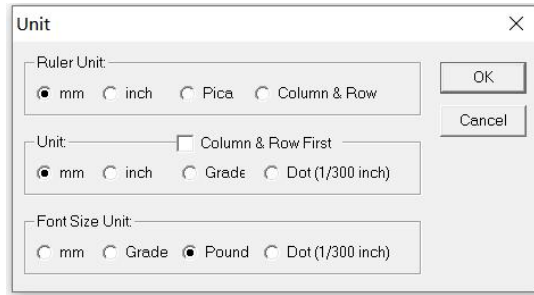 Unit
Ruler Unit:
mm inch Pica Column & Row
OK
Cancel
Unit: Column & Row First
mm inch Grade Dot (1/300 inch)
Font Size Unit:
mm Grade Pound Dot (1/300 inch)